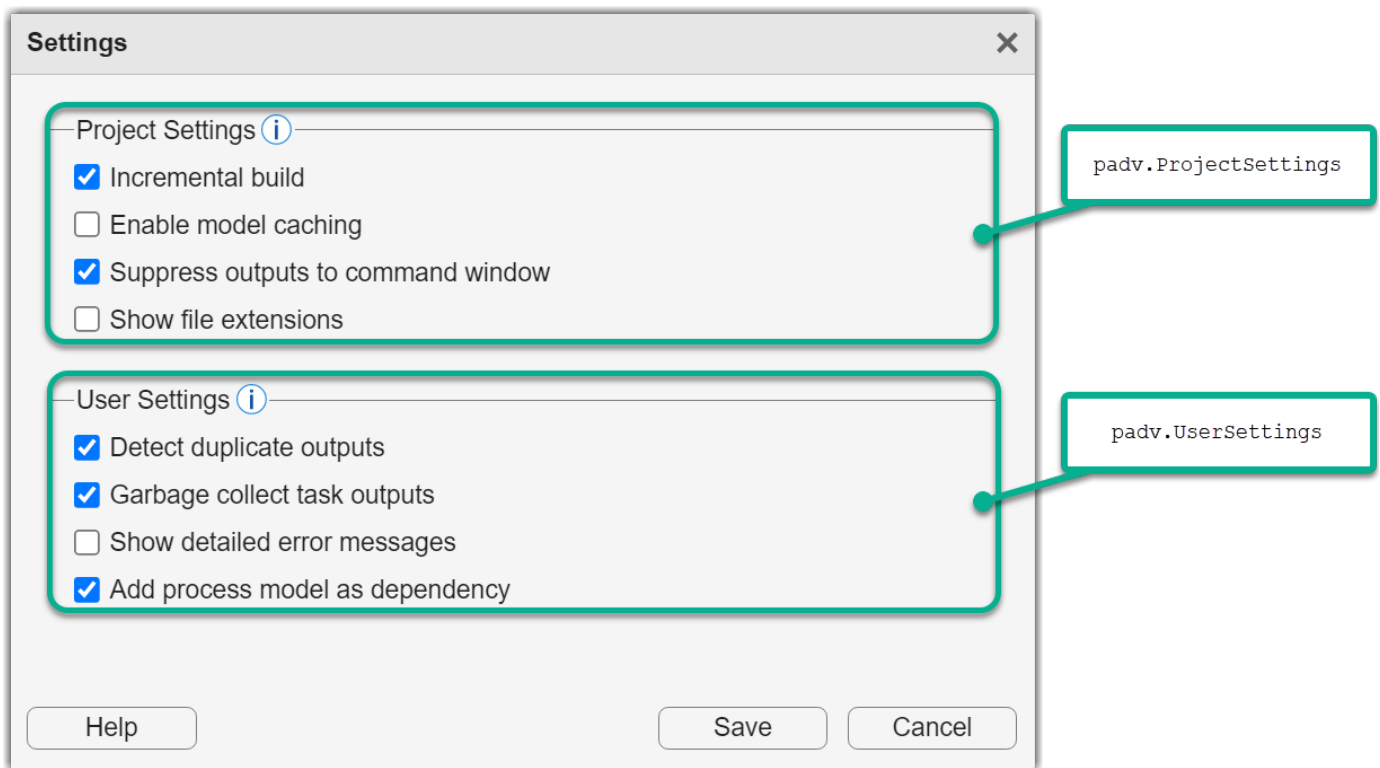 Settings
Project Settings
Incremental build
Enable model caching
Suppress outputs to command window
Show file extensions
padv.ProjectSettings
User Settings
Detect duplicate outputs
Garbage collect task outputs
Show detailed error messages
Add process model as dependency
padv.UserSettings
Help
Save
Cancel